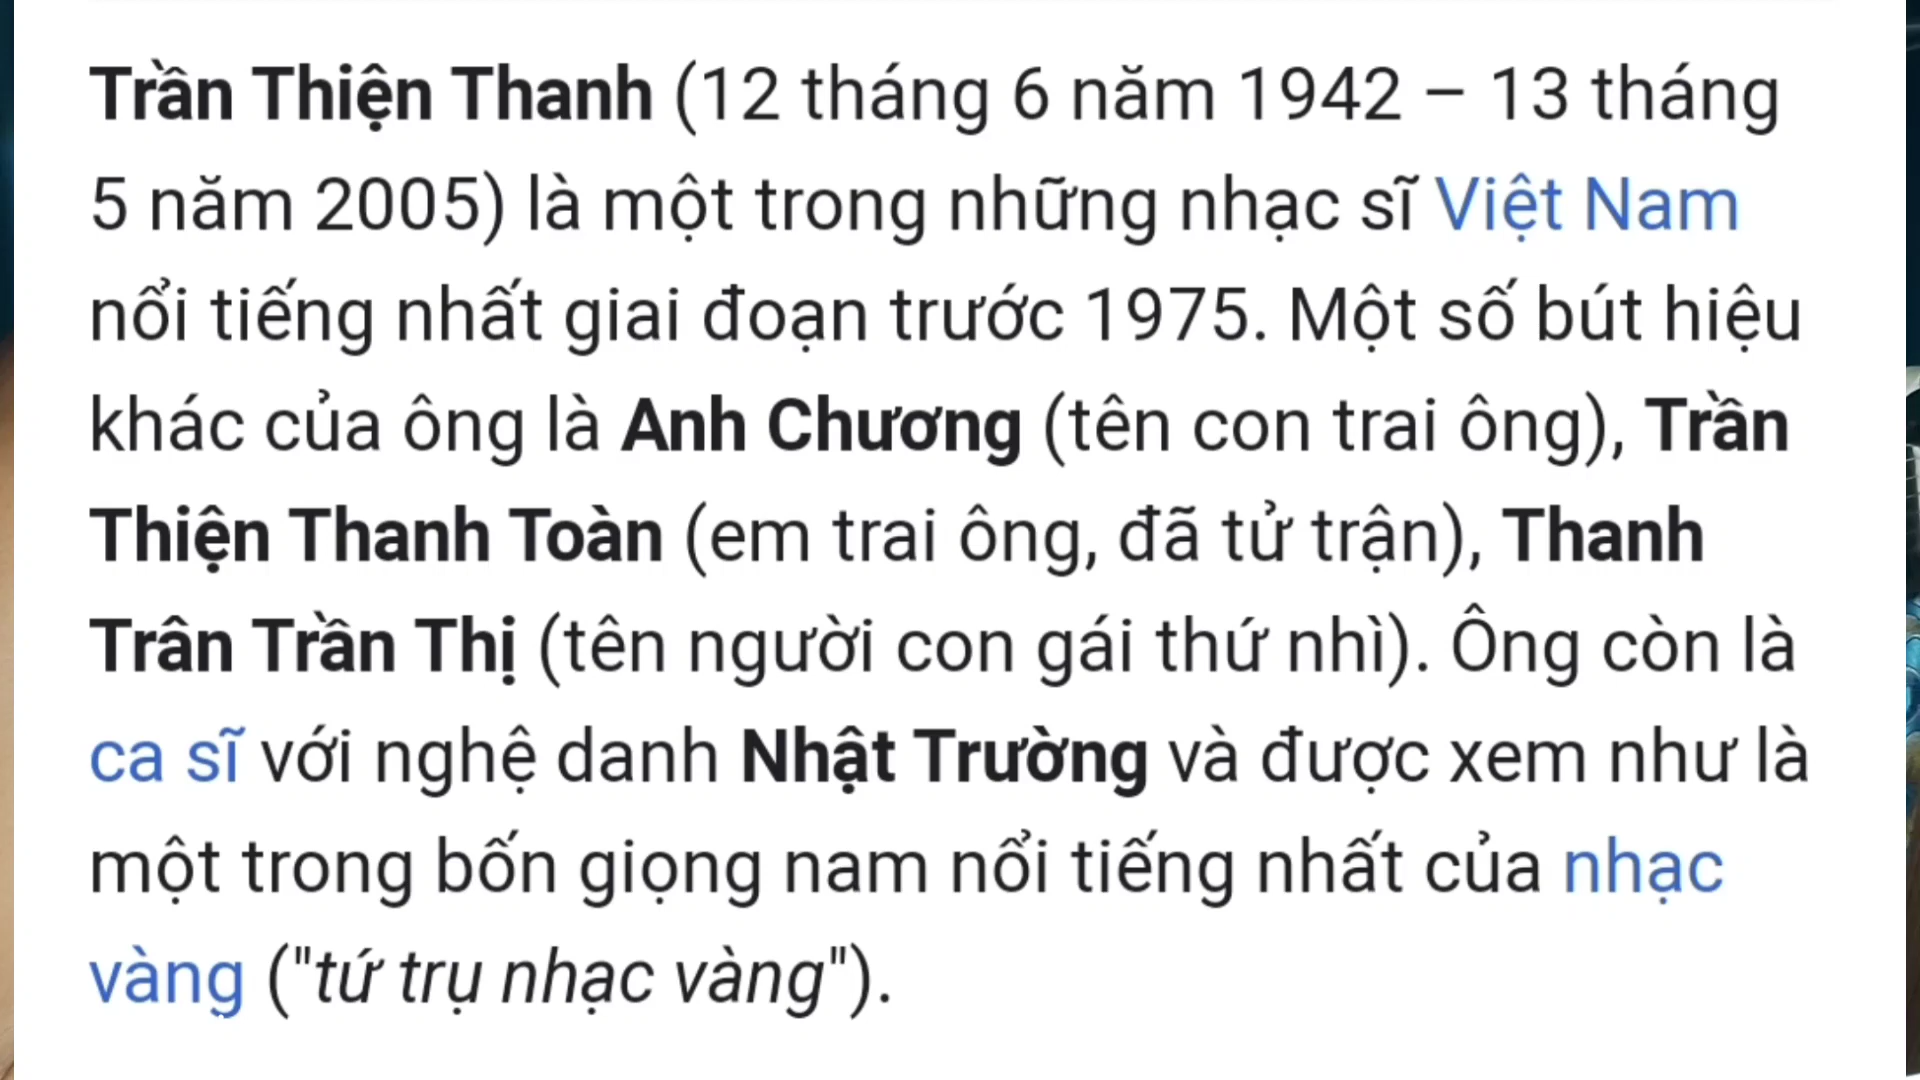 Trần Thiện Thanh (12 tháng 6 năm 1942 – 13 tháng
5 năm 2005) là một trong những nhạc sĩ Việt Nam
nổi tiếng nhất giai đoạn trước 1975. Một số bút hiệu
khác của ông là Anh Chương (tên con trai ông), Trần
Thiện Thanh Toàn (em trai ông, đã tử trận), Thanh
Trân Trần Thị (tên người con gái thứ nhì). Ông còn là
ca sĩ với nghệ danh Nhật Trường và được xem như là
một trong bốn giọng nam nổi tiếng nhất của nhạc
vàng ("tứ trụ nhạc vàng").